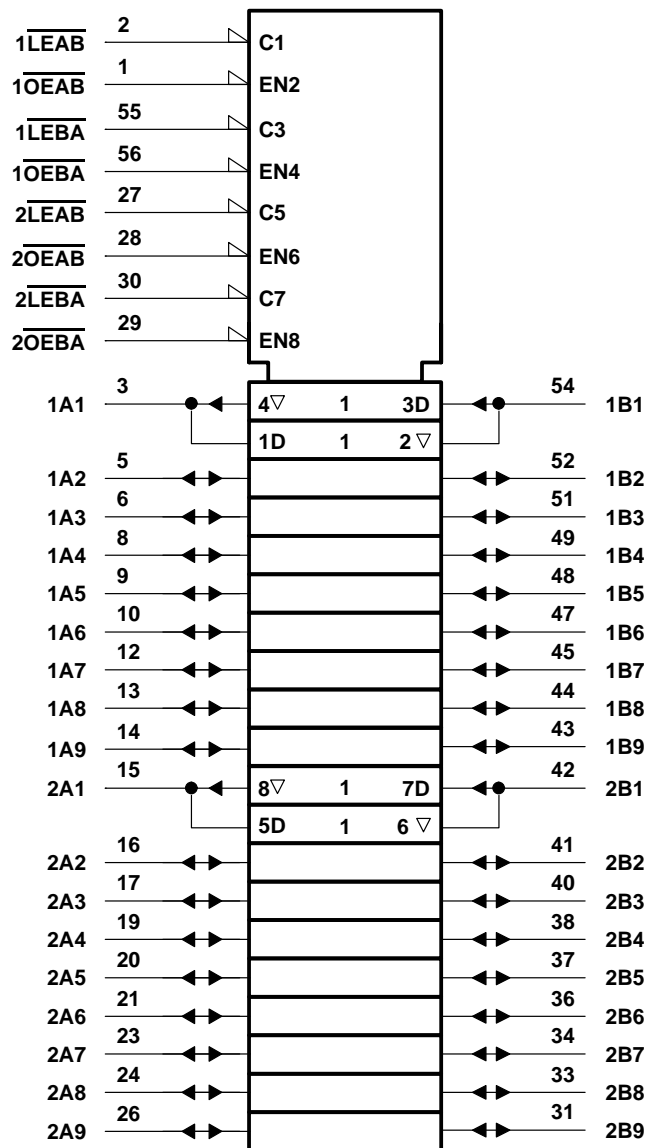 2
1LEAB C1
1
1OEAB EN2
55
1LEBA C3
56
1OEBA EN4
27
2LEAB C5
28
2OEAB EN6
30
2LEBA C7
29
2OEBA EN8
3 54
1A1 4▽ 1 3D 1B1
1D 1 2 ▽
5 52
1A2 1B2
6 51
1A3 1B3
8 49
1A4 1B4
9 48
1A5 1B5
10 47
1A6 1B6
12 45
1A7 1B7
13 44
1A8 1B8
14 43
1A9 1B9
15 42
2A1 8▽ 1 7D 2B1
5D 1 6 ▽
16 41
2A2 2B2
17 40
2A3 2B3
19 38
2A4 2B4
20 37
2A5 2B5
21 36
2A6 2B6
23 34
2A7 2B7
24 33
2A8 2B8
26 31
2A9 2B9